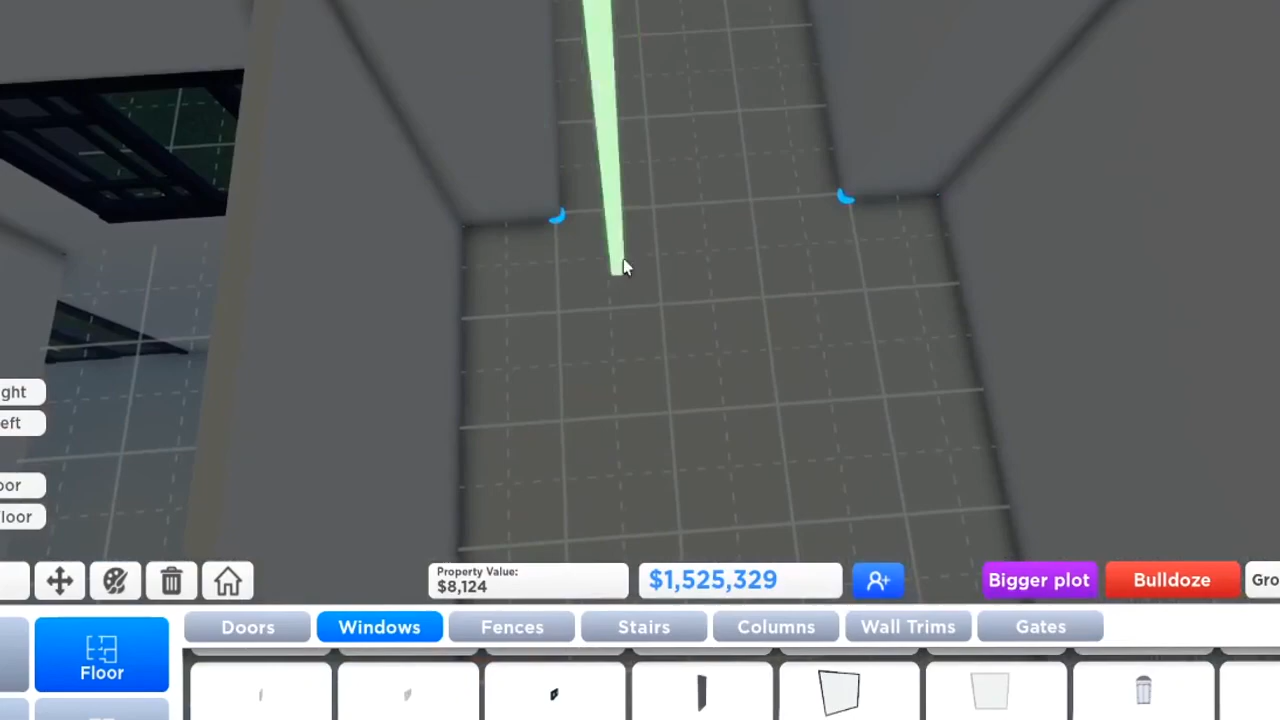 ght
eft
oor
loor
Property Value:
$8,124
$1,525,329
Bigger plot
Bulldoze
Gro
Doors
Windows
Fences
Stairs
Columns
Wall Trims
Gates
Floor